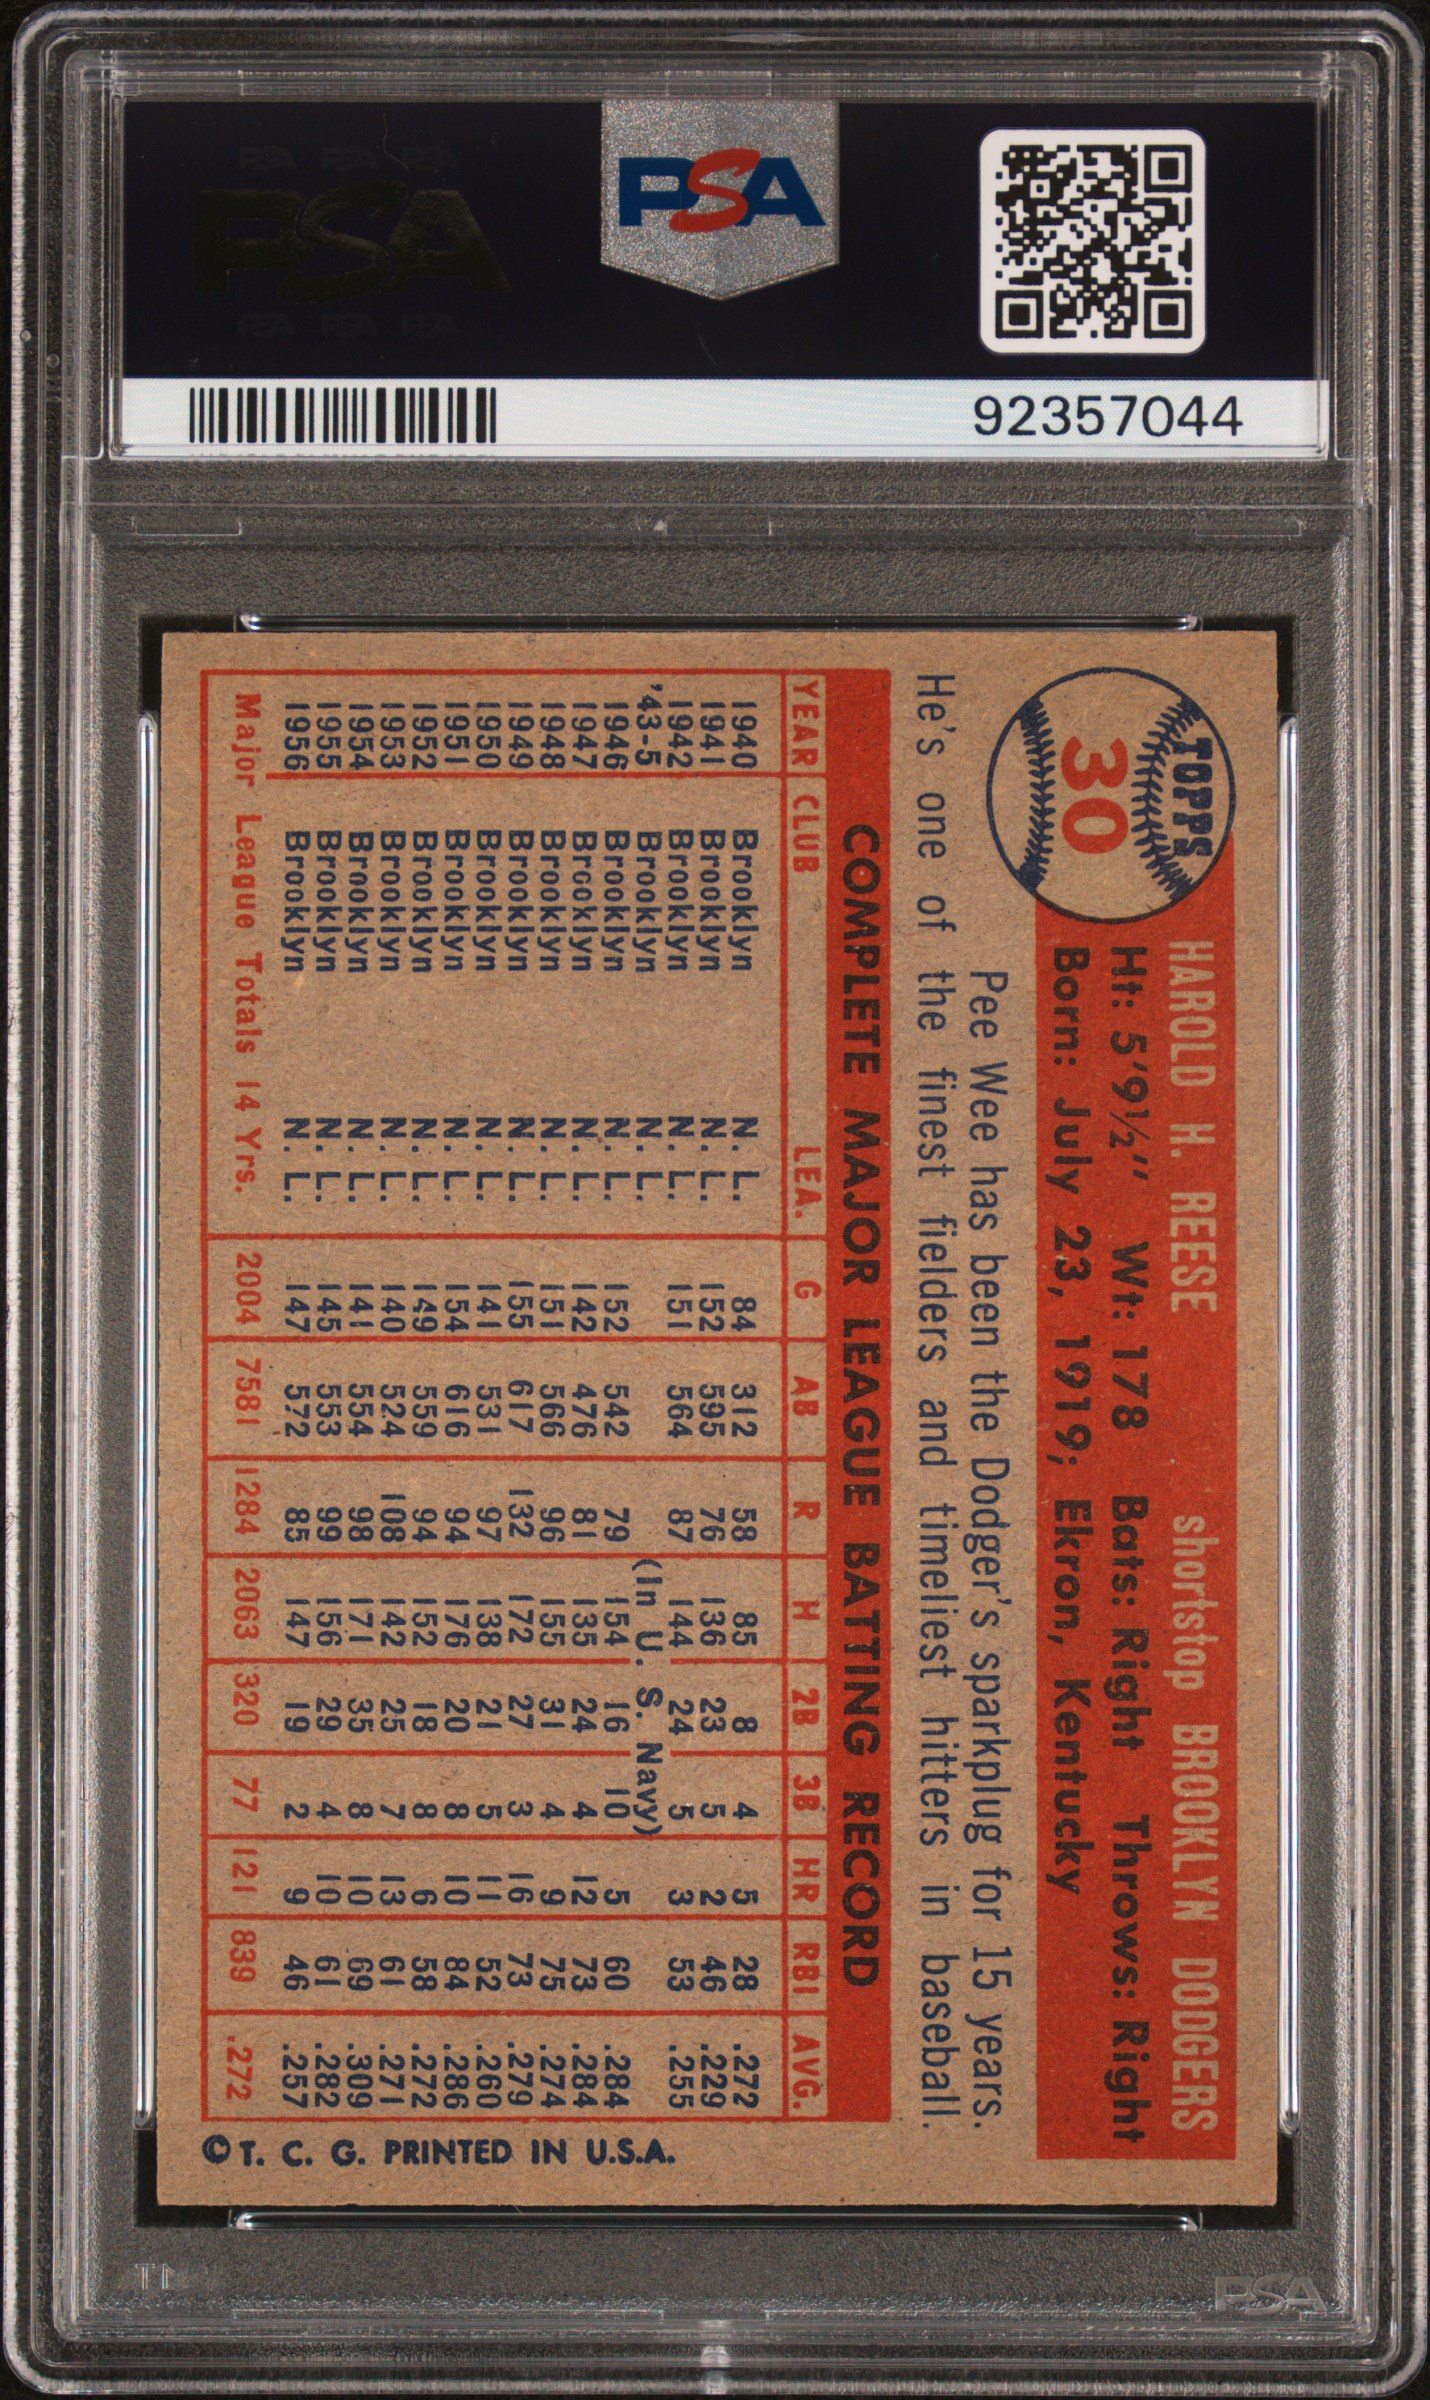 PSA PSA PSA
PSA
PSA PSA PSA
PSA
92357044
TOPPS
30
HAROLD H. REESE shortstop BROOKLYN DODGERS
Ht: 5'9½" Wt: 178 Bats: Right Throws: Right
Born: July 23, 1919; Ekron, Kentucky
Pee Wee has been the Dodger's sparkplug for 15 years.
He's one of the finest fielders and timeliest hitters in baseball.
COMPLETE MAJOR LEAGUE BATTING RECORD
YEAR CLUB LEA. G AB R H 2B 3B HR RBI AVG.
1940 Brooklyn N. L. 84 312 58 85 8 4 5 28 .272
1941 Brooklyn N. L. 152 595 76 136 23 5 2 46 .229
1942 Brooklyn N. L. 151 564 87 144 24 5 3 53 .255
'43-5 Brooklyn N. L. (In U. S. Navy)
1946 Brooklyn N. L. 152 542 79 154 16 10 5 60 .284
1947 Brooklyn N. L. 142 476 81 135 24 4 12 73 .284
1948 Brooklyn N. L. 151 566 96 155 31 4 9 75 .274
1949 Brooklyn N. L. 155 617 132 172 27 3 16 73 .279
1950 Brooklyn N. L. 141 531 97 138 21 5 11 52 .260
1951 Brooklyn N. L. 154 616 94 176 20 8 10 84 .286
1952 Brooklyn N. L. 149 559 94 152 18 8 6 58 .272
1953 Brooklyn N. L. 140 524 108 142 25 7 13 61 .271
1954 Brooklyn N. L. 141 554 98 171 35 8 10 69 .309
1955 Brooklyn N. L. 145 553 99 156 29 4 10 61 .282
1956 Brooklyn N. L. 147 572 85 147 19 2 9 46 .257
Major League Totals 14 Yrs. 2004 7581 1284 2063 320 77 121 839 .272
©T. C. G. PRINTED IN U.S.A.
PSA